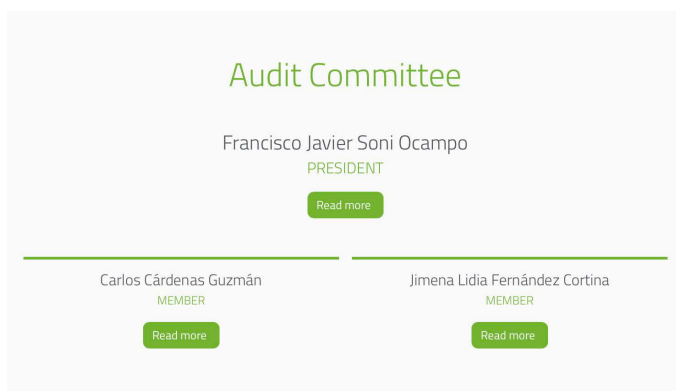 Audit Committee
Francisco Javier Soni Ocampo
PRESIDENT
Read more
Carlos Cárdenas Guzmán
MEMBER
Read more
Jimena Lidia Fernández Cortina
MEMBER
Read more